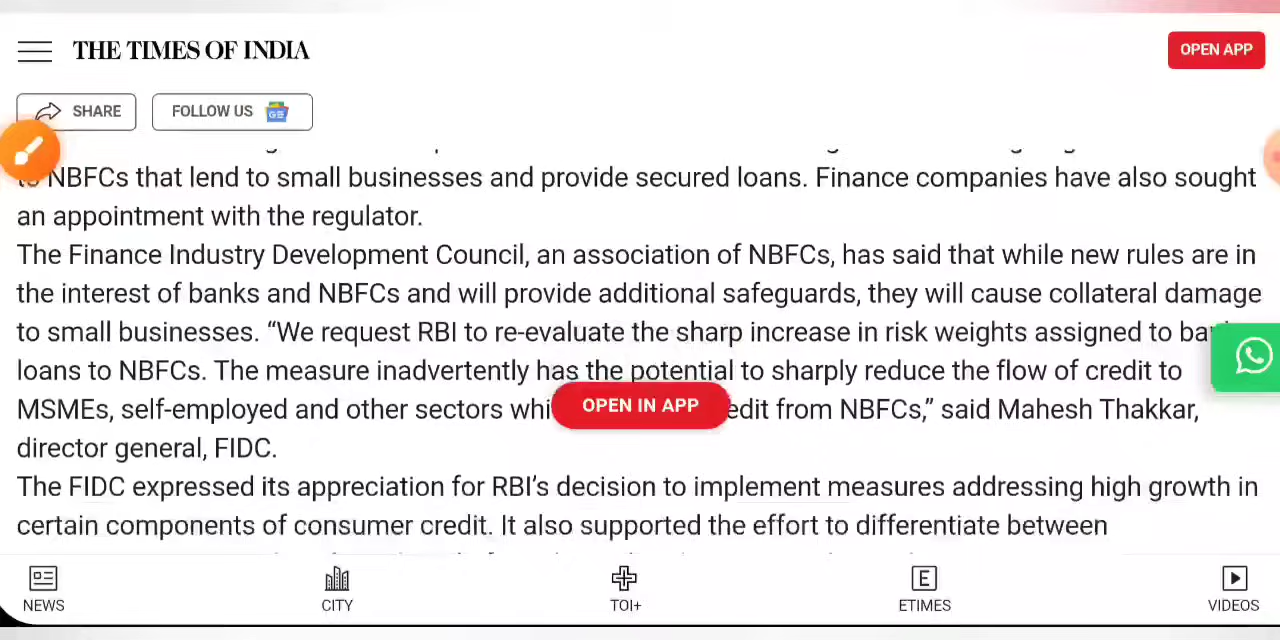 THE TIMES OF INDIA
OPEN APP
SHARE
FOLLOW US
to NBFCs that lend to small businesses and provide secured loans. Finance companies have also sought
an appointment with the regulator.
The Finance Industry Development Council, an association of NBFCs, has said that while new rules are in
the interest of banks and NBFCs and will provide additional safeguards, they will cause collateral damage
to small businesses. “We request RBI to re-evaluate the sharp increase in risk weights assigned to
loans to NBFCs. The measure inadvertently has the potential to sharply reduce the flow of credit to
MSMEs, self-employed and other sectors from NBFCs,” said Mahesh Thakkar,
OPEN IN APP
director general, FIDC.
The FIDC expressed its appreciation for RBI’s decision to implement measures addressing high growth in
certain components of consumer credit. It also supported the effort to differentiate between
NEWS
CITY
TOI+
ETIMES
VIDEOS